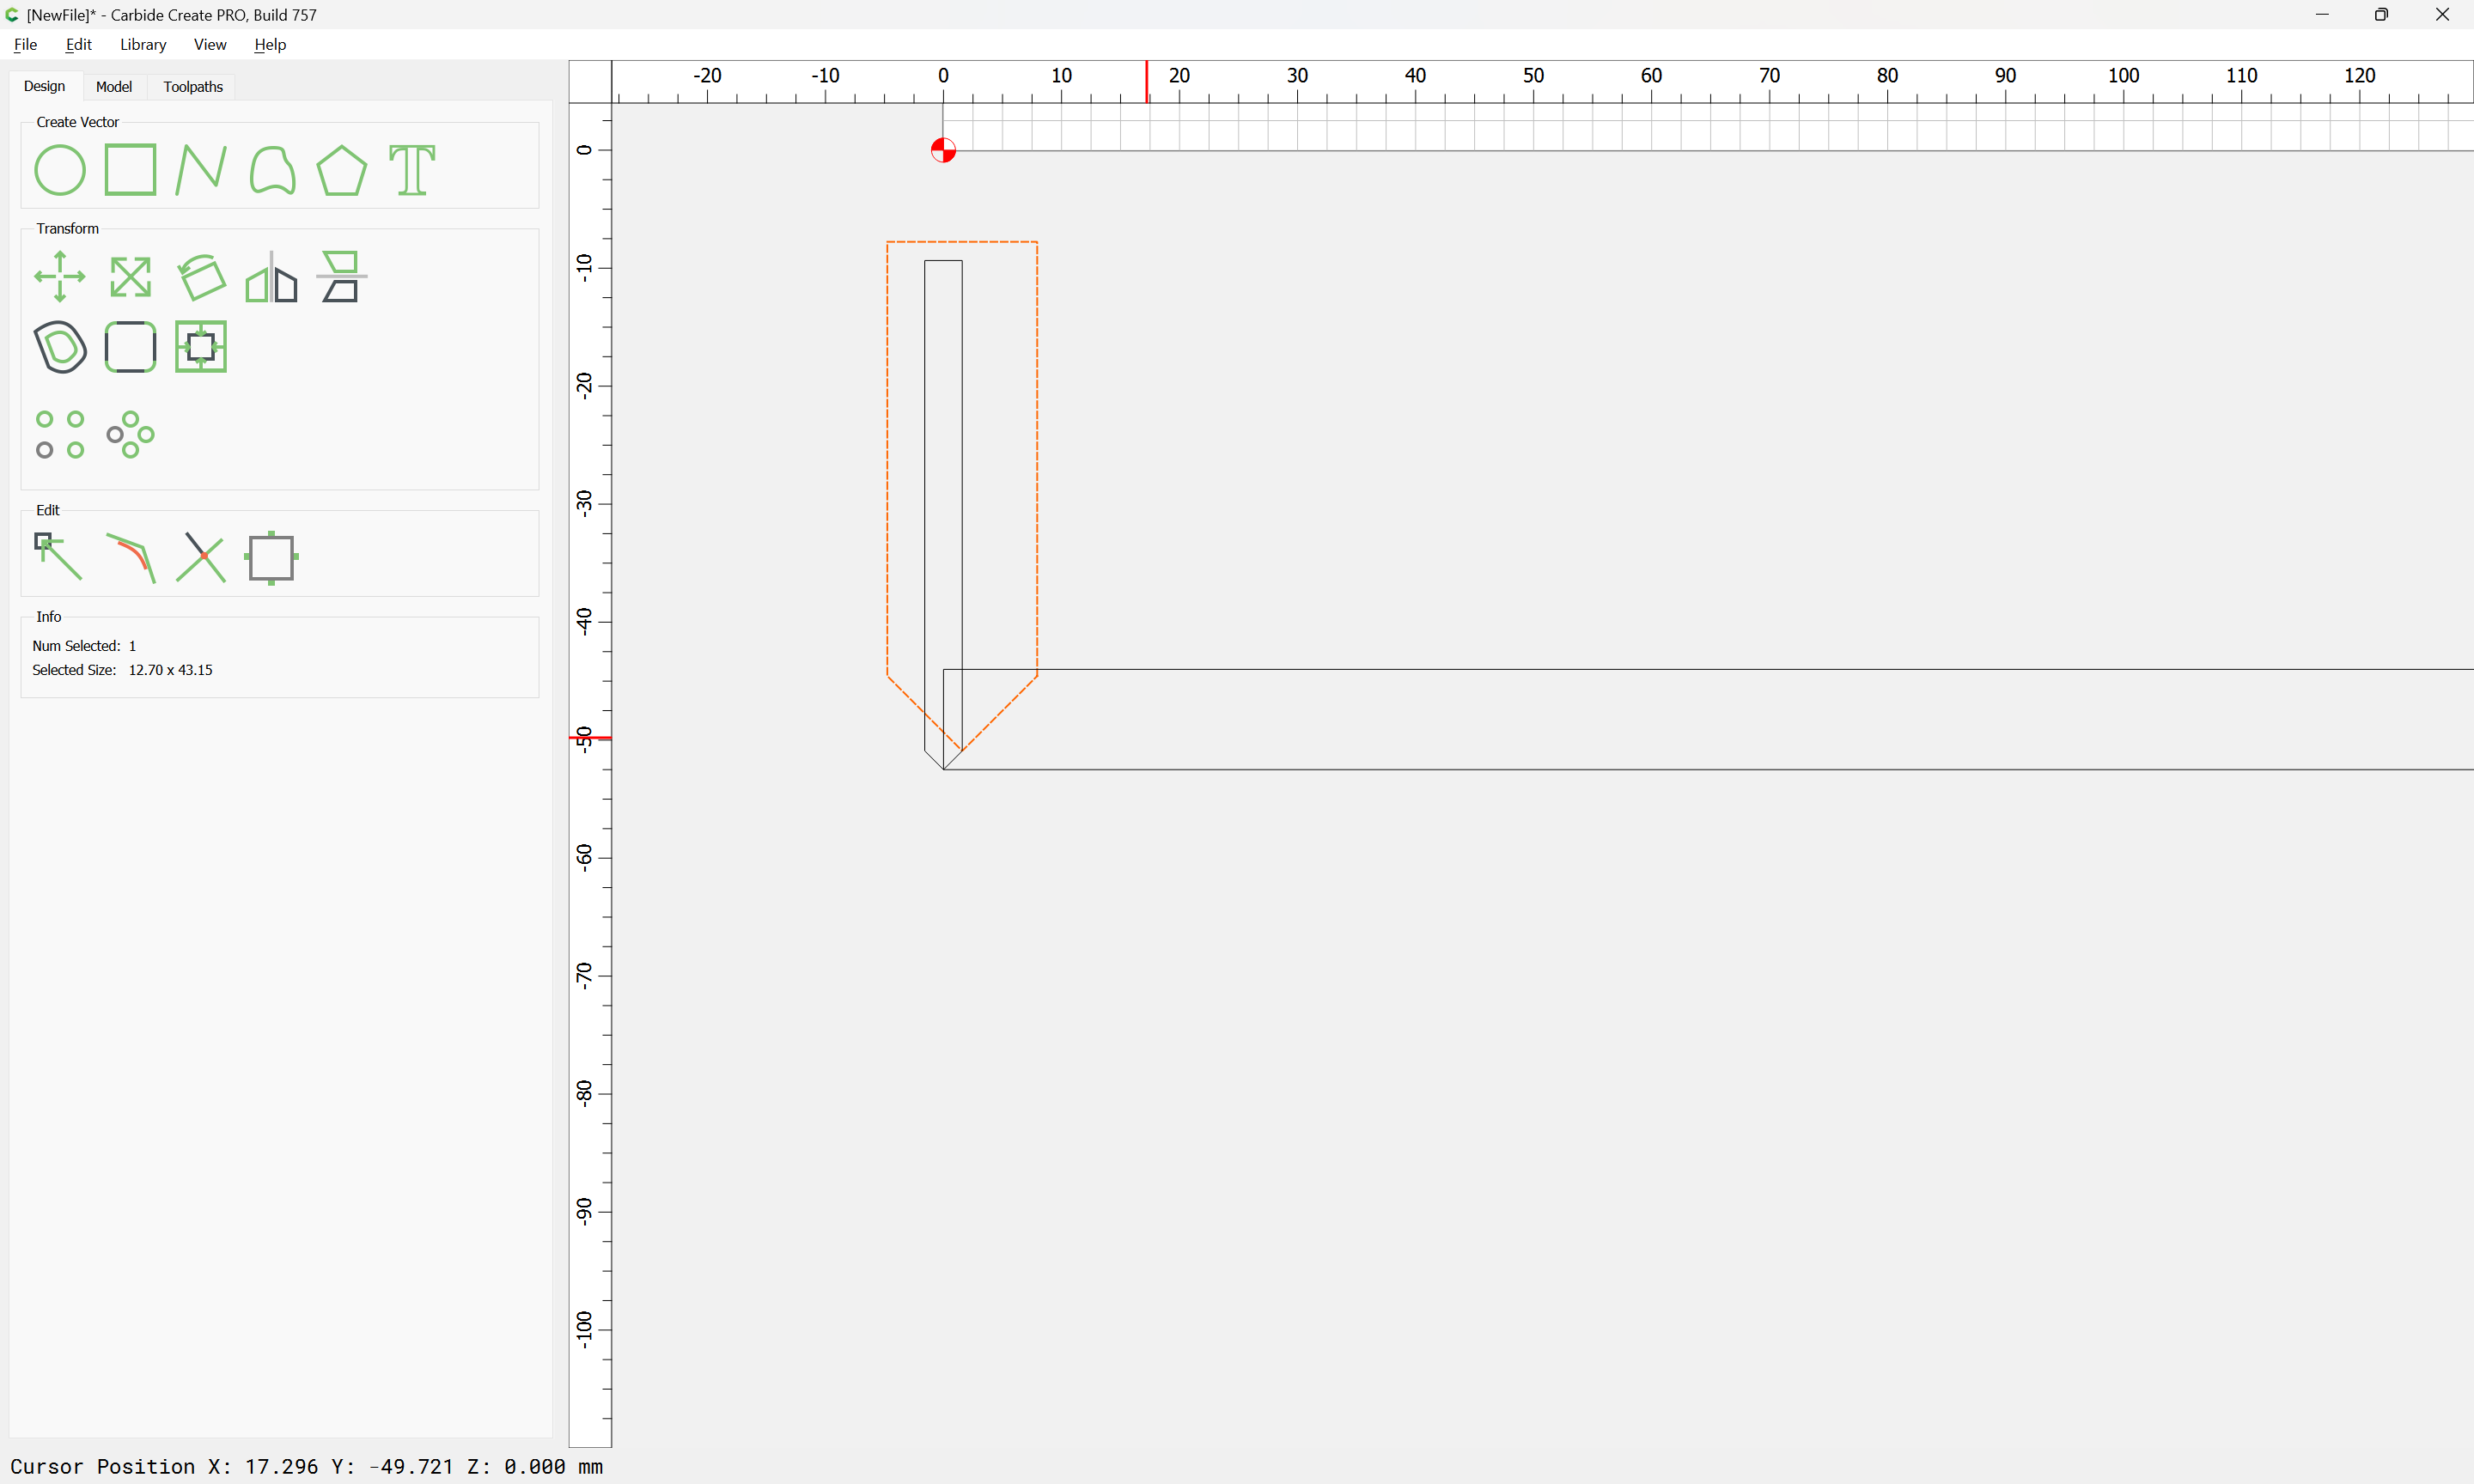 [NewFile]* - Carbide Create PRO, Build 757
File Edit Library View Help
Design Model Toolpaths
Create Vector
Transform
Edit
Info
Num Selected: 1
Selected Size: 12.70 x 43.15
-20 -10 0 10 20 30 40 50 60 70 80 90 100 110 120
0
-10
-20
-30
-40
-50
-60
-70
-80
-90
-100
Cursor Position X: 17.296 Y: -49.721 Z: 0.000 mm